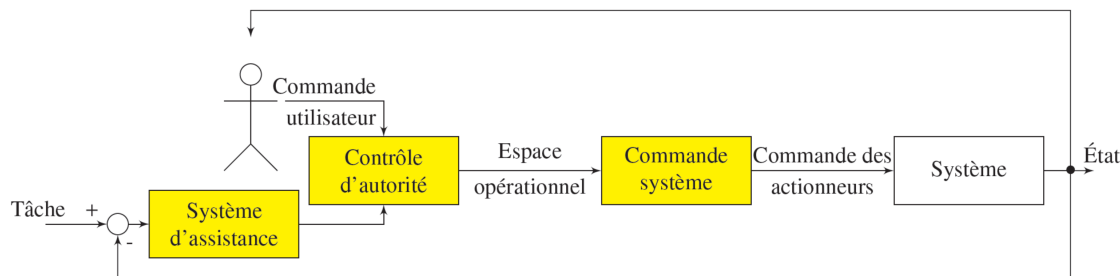 Commande
utilisateur
Contrôle
d'autorité
Espace
opérationnel
Commande
système
Commande des
actionneurs
Système
État
Tâche
+
-
Système
d'assistance